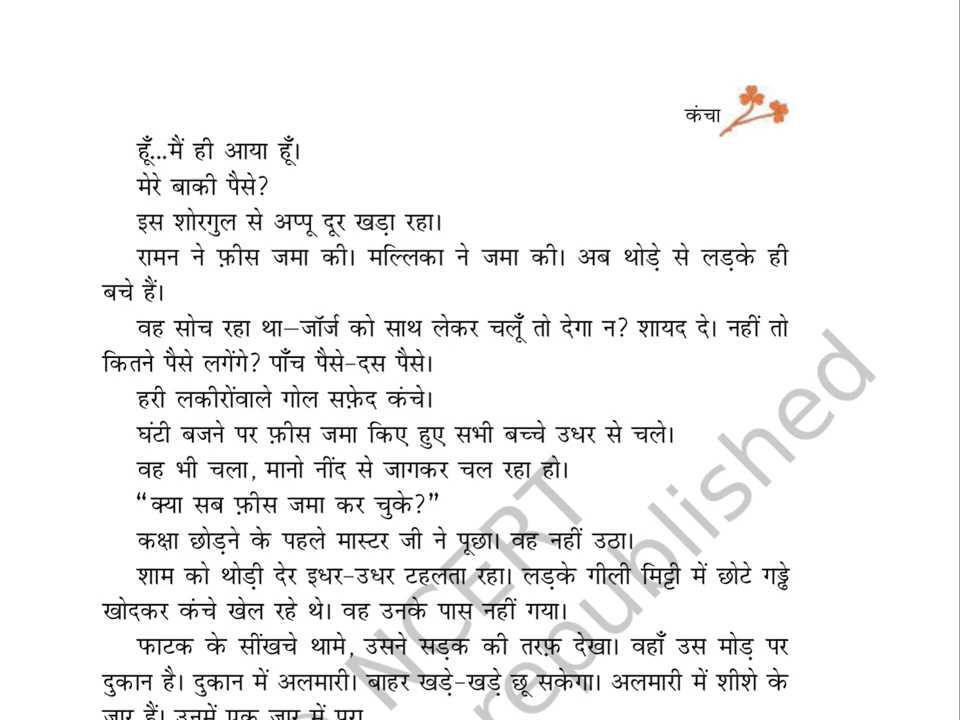 कंचा
हूँ...मैं ही आया हूँ।
मेरे बाकी पैसे?
इस शोरगुल से अप्पू दूर खड़ा रहा।
रामन ने फ़ीस जमा की। मल्लिका ने जमा की। अब थोड़े से लड़के ही
बचे हैं।
वह सोच रहा था–जॉर्ज को साथ लेकर चलूँ तो देगा न? शायद दे। नहीं तो
कितने पैसे लगेंगे? पाँच पैसे-दस पैसे।
हरी लकीरोंवाले गोल सफ़ेद कंचे।
घंटी बजने पर फ़ीस जमा किए हुए सभी बच्चे उधर से चले।
वह भी चला, मानो नींद से जागकर चल रहा हो।
“क्या सब फ़ीस जमा कर चुके?”
कक्षा छोड़ने के पहले मास्टर जी ने पूछा। वह नहीं उठा।
शाम को थोड़ी देर इधर-उधर टहलता रहा। लड़के गीली मिट्टी में छोटे गड्ढे
खोदकर कंचे खेल रहे थे। वह उनके पास नहीं गया।
फाटक के सींखचे थामे, उसने सड़क की तरफ़ देखा। वहाँ उस मोड़ पर
दुकान है। दुकान में अलमारी। बाहर खड़े-खड़े छू सकेगा। अलमारी में शीशे के
जार हैं। उनमें एक जार में पूरा
NCERT
republished